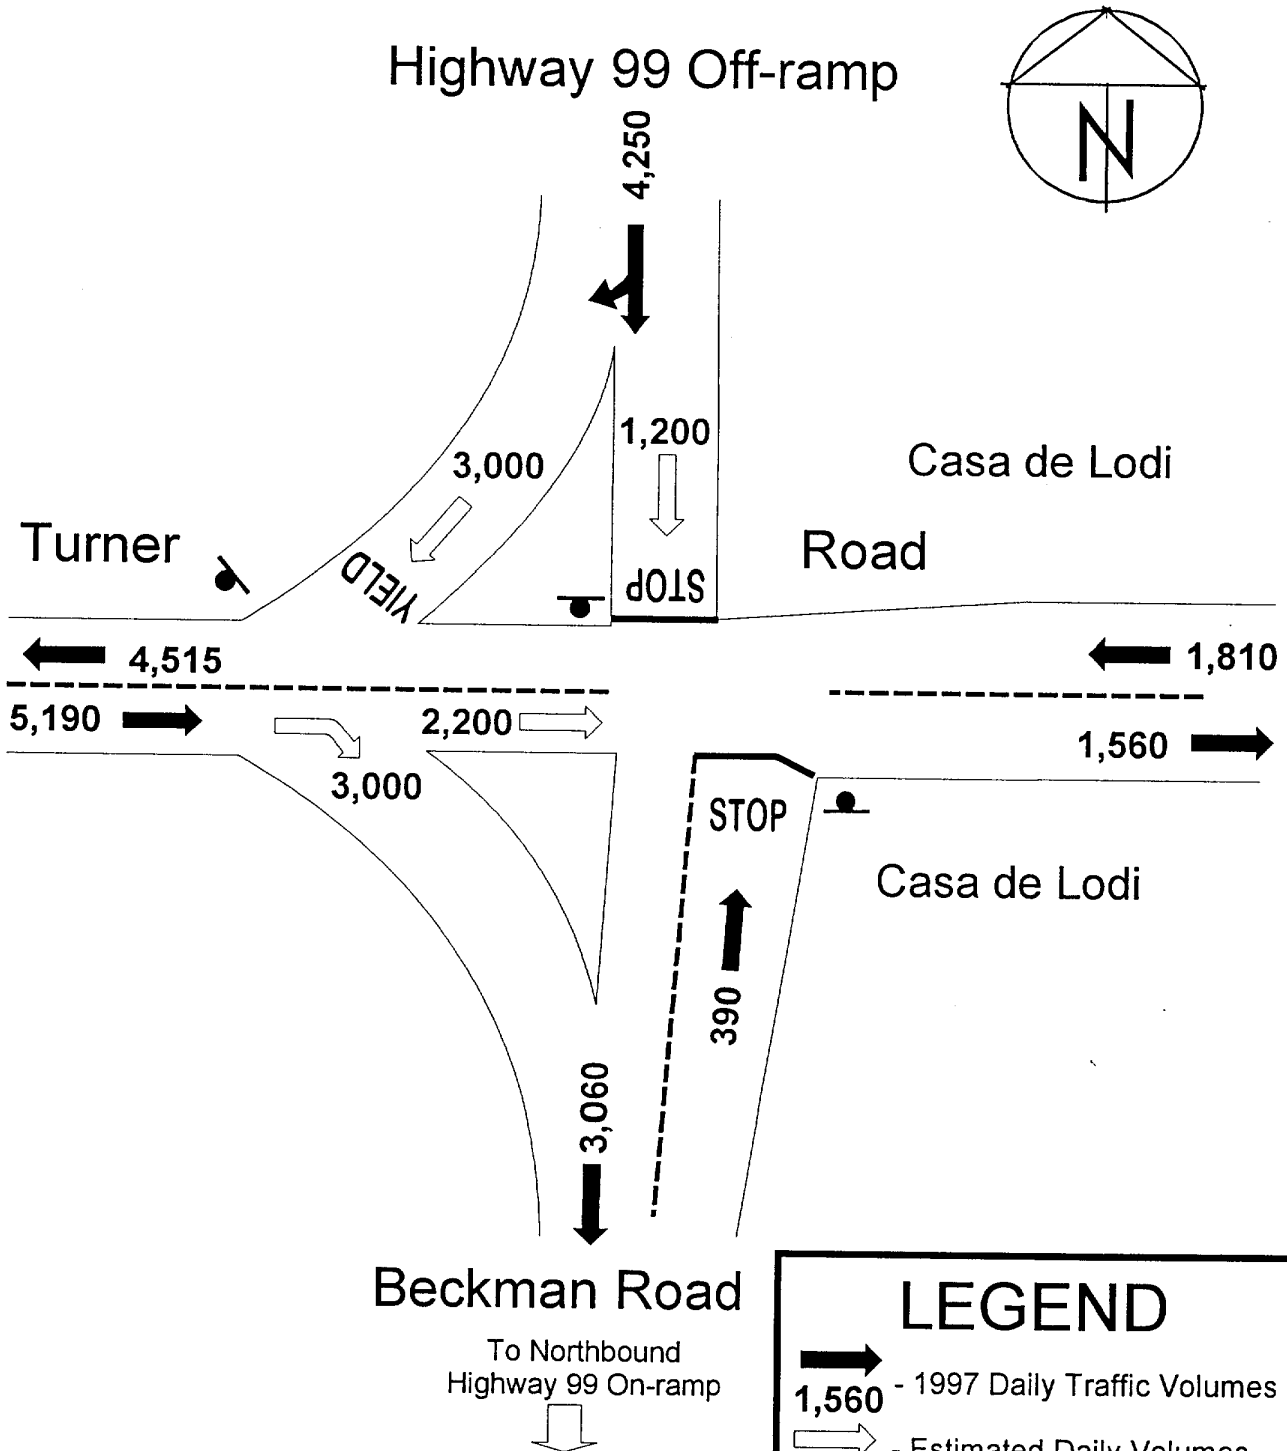 Highway 99 Off-ramp
N
4,250
1,200
3,000
Casa de Lodi
Turner
Road
YIELD
STOP
4,515
1,810
5,190
2,200
1,560
3,000
STOP
Casa de Lodi
390
3,060
Beckman Road
To Northbound
Highway 99 On-ramp
LEGEND
1,560 - 1997 Daily Traffic Volumes
- Estimated Daily Volumes